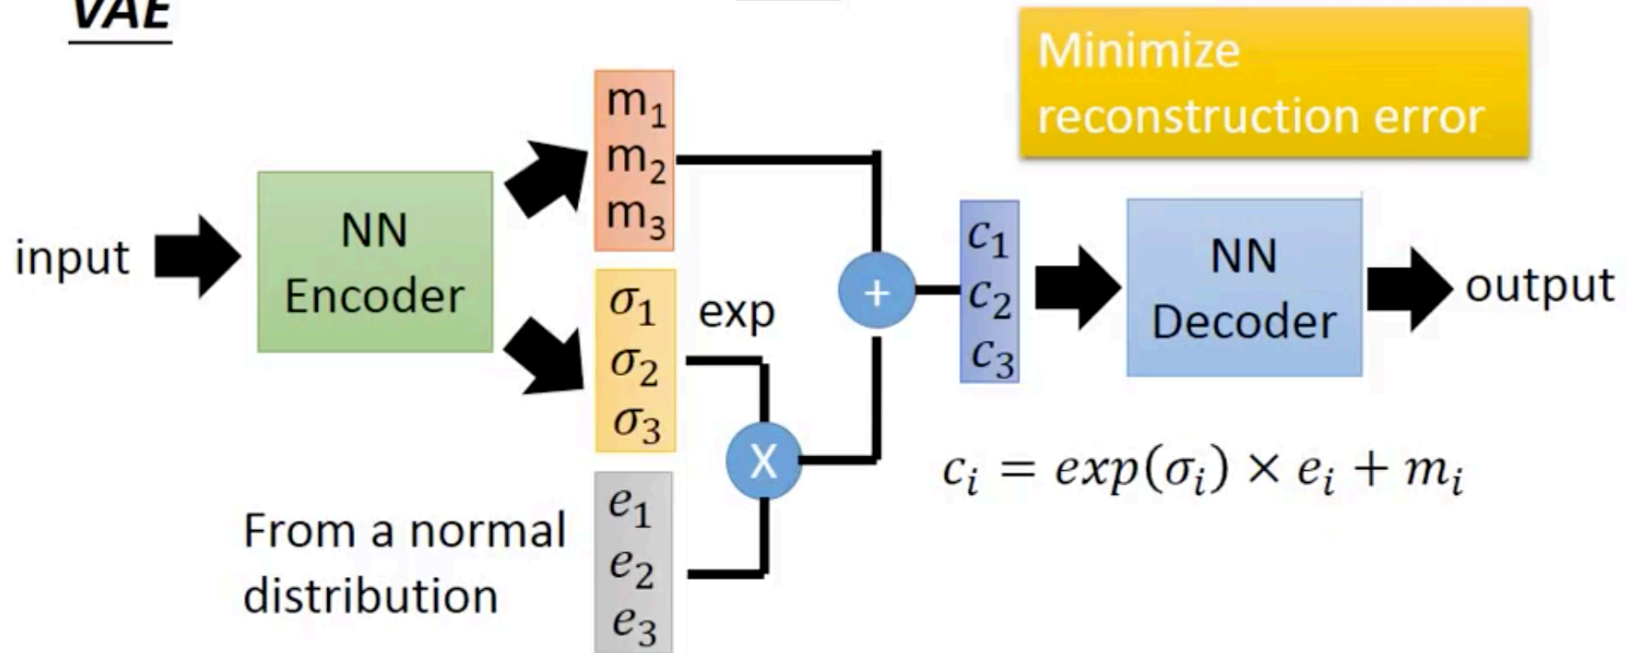 VAE
Minimize
reconstruction error
m₁
m₂
m₃
input
NN
Encoder
σ₁
σ₂
σ₃
exp
+
c₁
c₂
c₃
NN
Decoder
output
X
cᵢ = exp(σᵢ) × eᵢ + mᵢ
From a normal
distribution
e₁
e₂
e₃